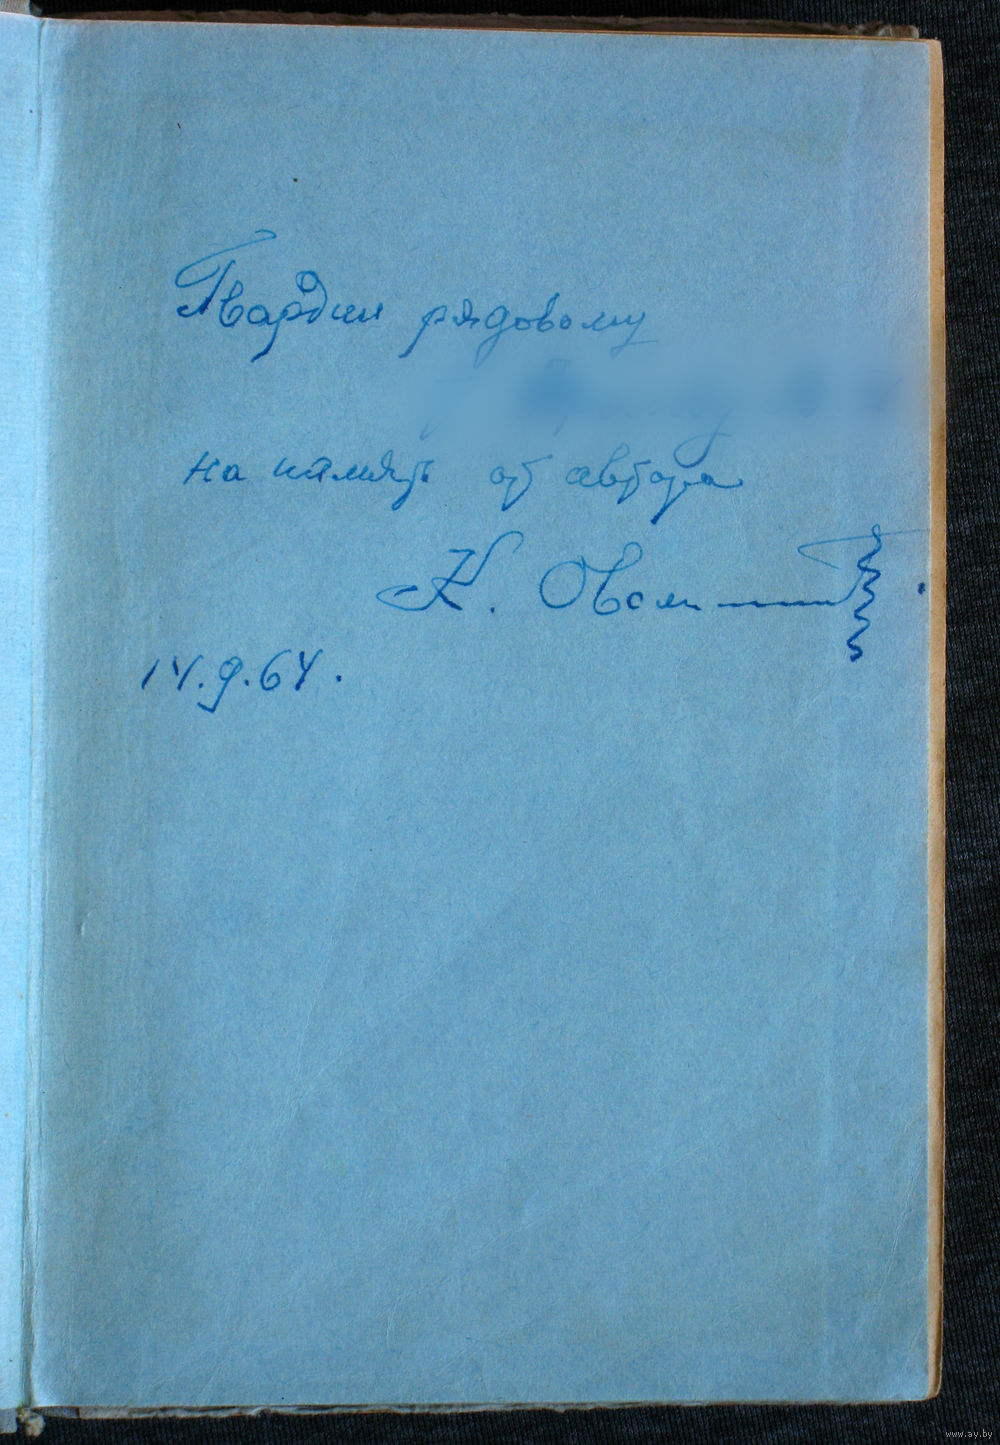 Гвардии рядовому
на память от автора
К.
14.9.64.
www.ay.by